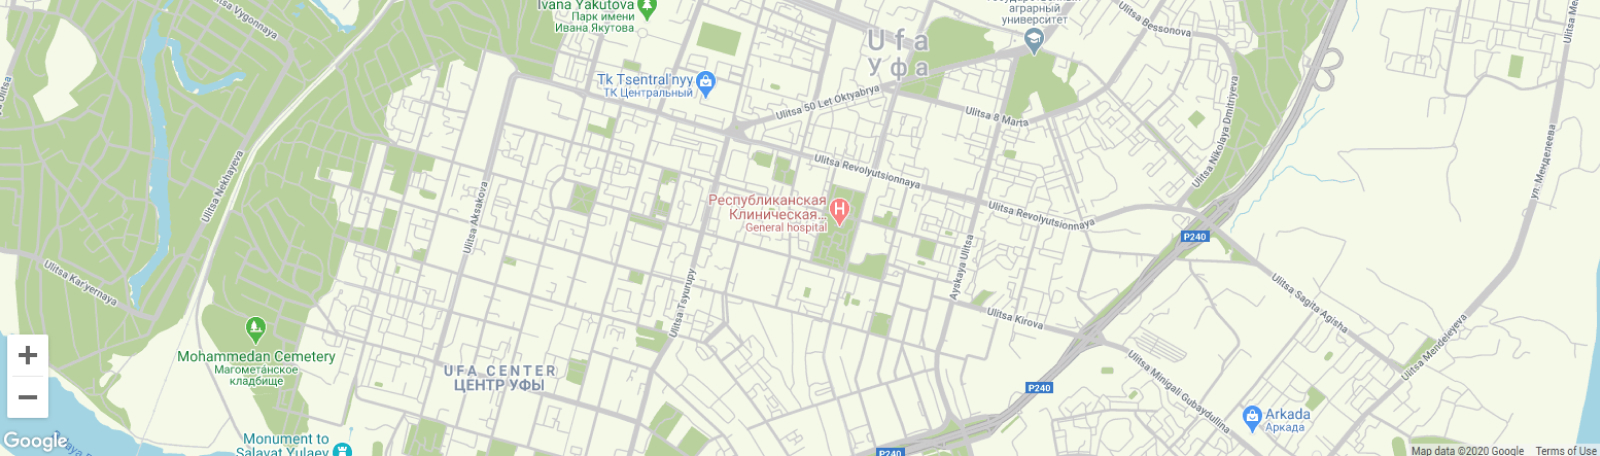 Ulitsa Vygonnaya
Ivana Yakutova
Парк имени
Ивана Якутова
аграрный
университет
Ufa
Уфа
Ulitsa Bessonova
Tk Tsentral'nyy
ТК Центральный
Ulitsa 50 Let Oktyabrya
Ulitsa 8 Marta
Ulitsa Nikolaya Dmitriyeva
ул. Менделеева
Ulitsa Nekhayeva
Ulitsa Aksakova
Ulitsa Revolyutsionnaya
Республиканская
Клиническая...
General hospital
Ulitsa Revolyutsionnaya
P240
Ayskaya Ulitsa
Ulitsa Kar'yernaya
Ulitsa Tsyurupy
Ulitsa Kirova
Ulitsa Sagita Agisha
Ulitsa Mendeleyeva
+
Mohammedan Cemetery
Магометанское
кладбище
UFA CENTER
ЦЕНТР УФЫ
Ulitsa Minigali Gubaydulina
P240
−
Arkada
Аркада
Google
Monument to
Salavat Yulaev
P240
Map data ©2020 Google
Terms of Use